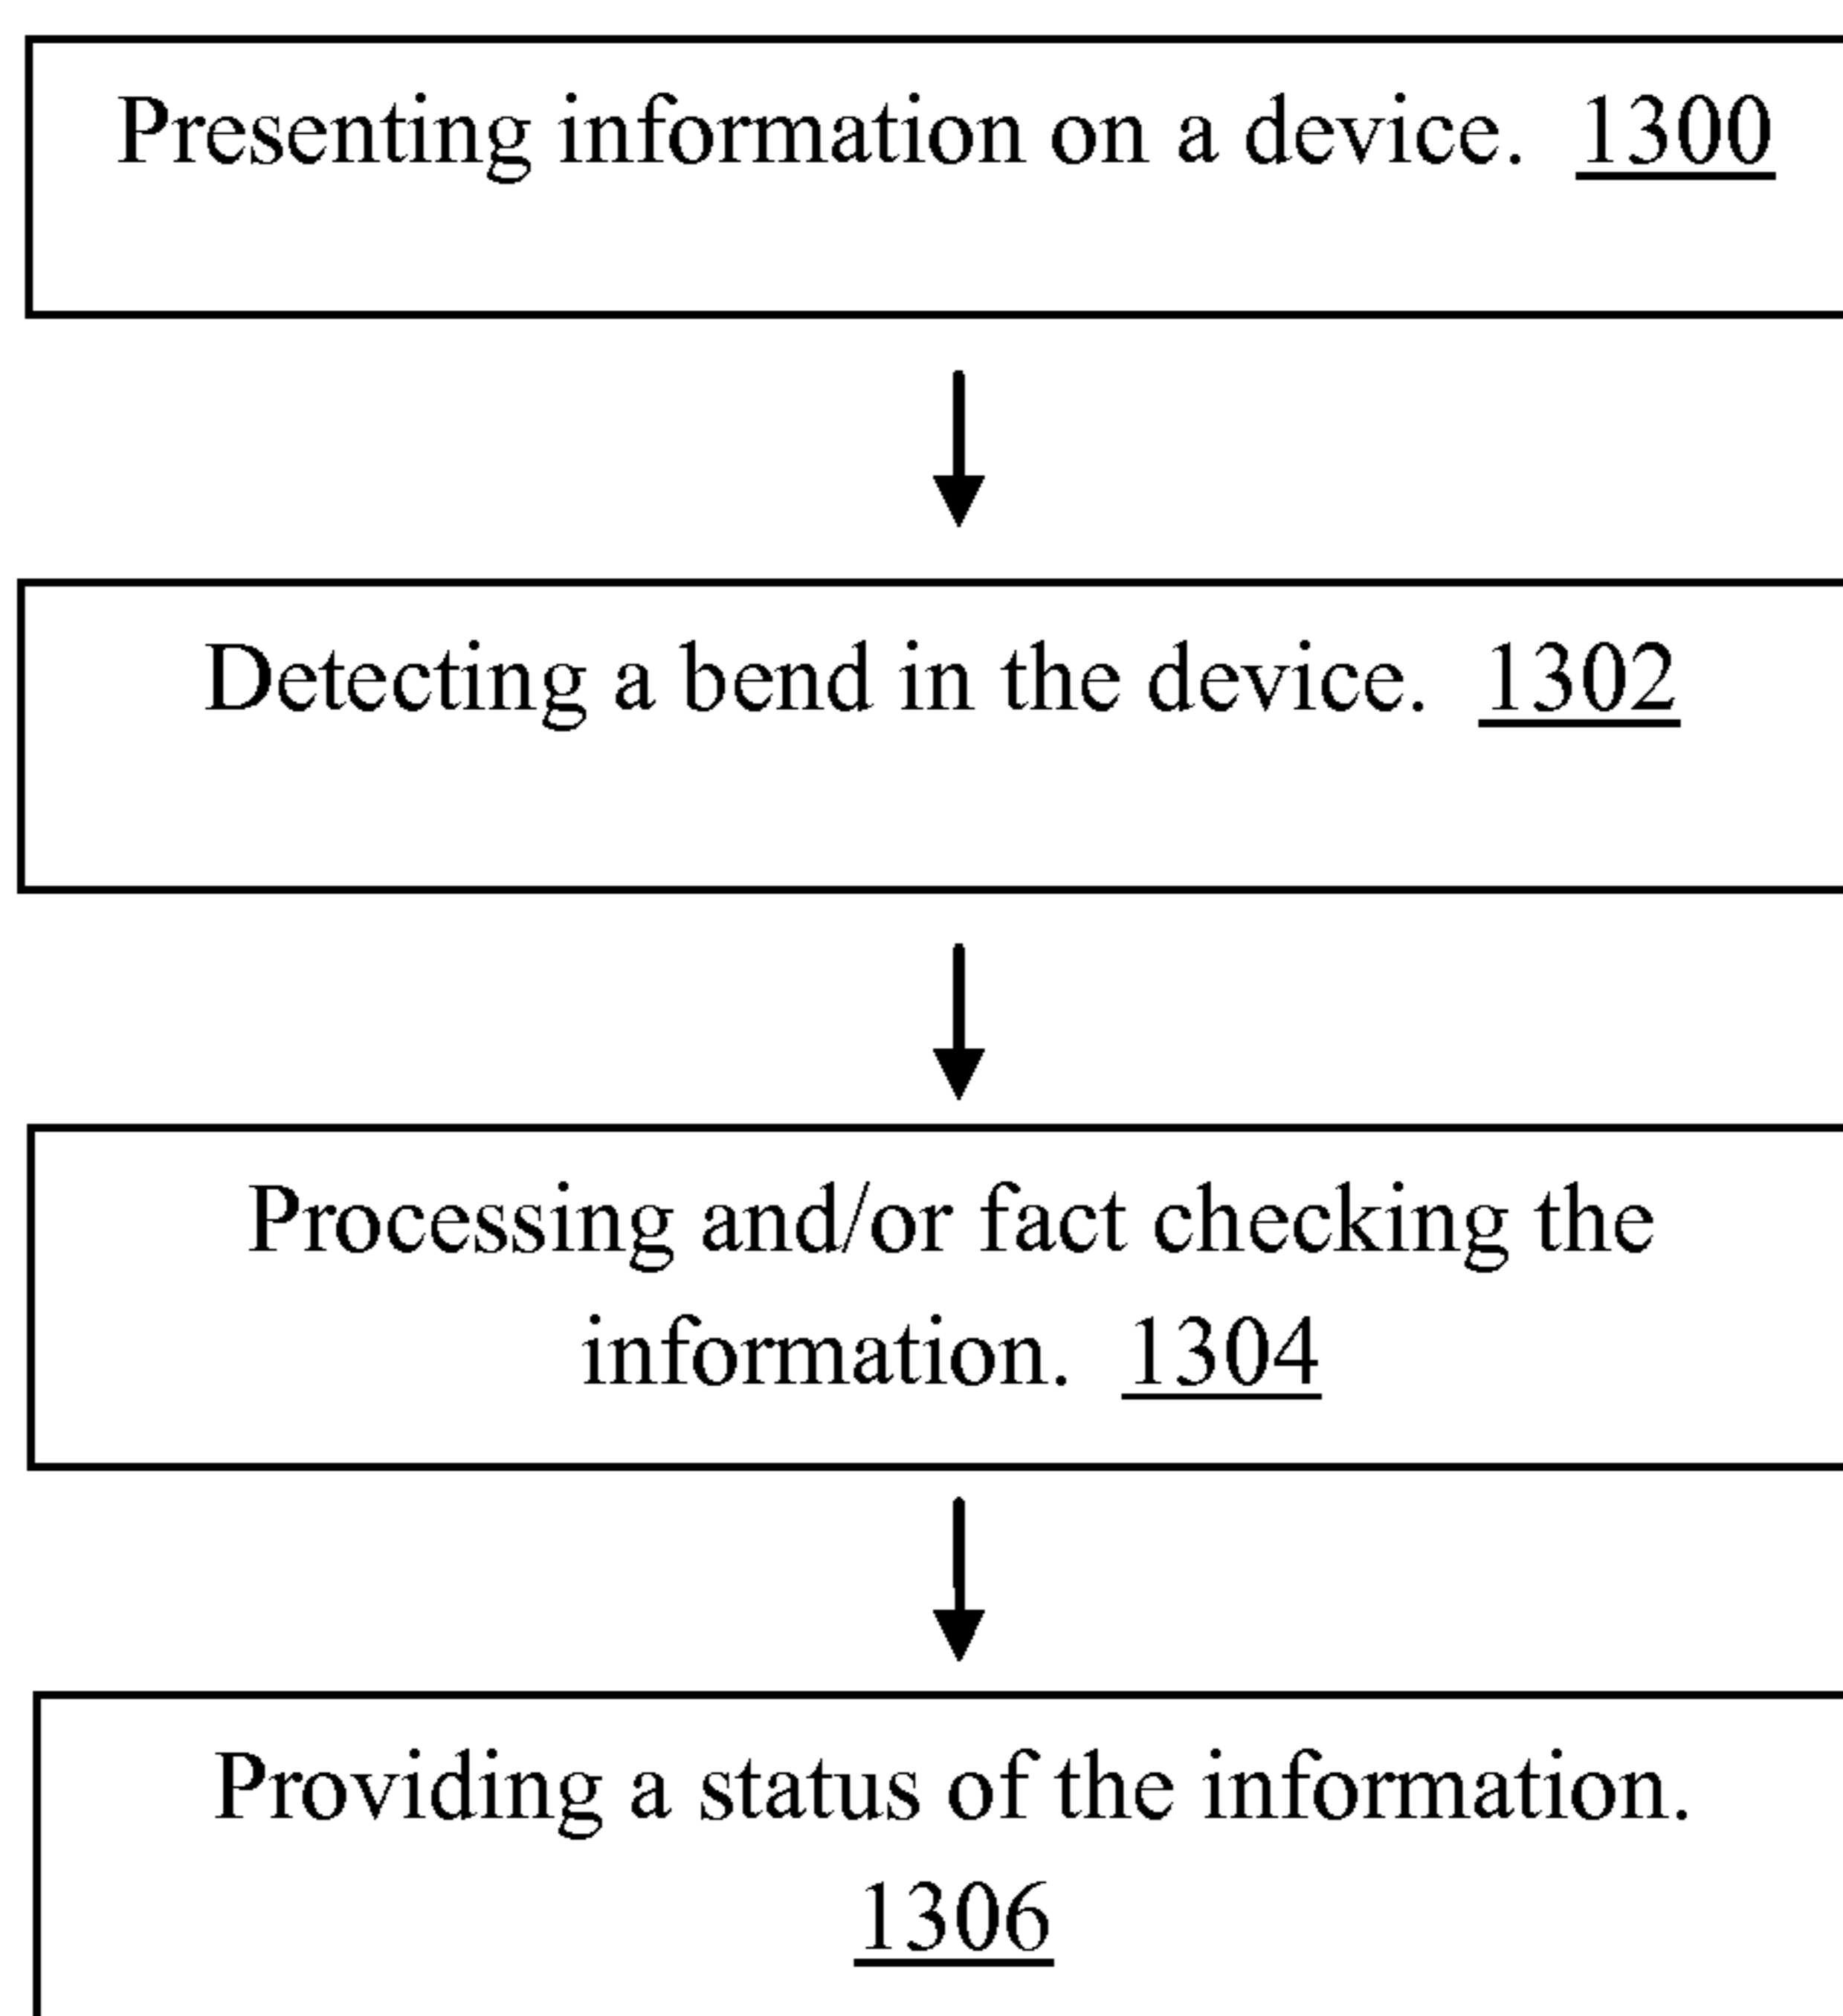 Presenting information on a device. 1300
Detecting a bend in the device. 1302
Processing and/or fact checking the
information. 1304
Providing a status of the information.
1306